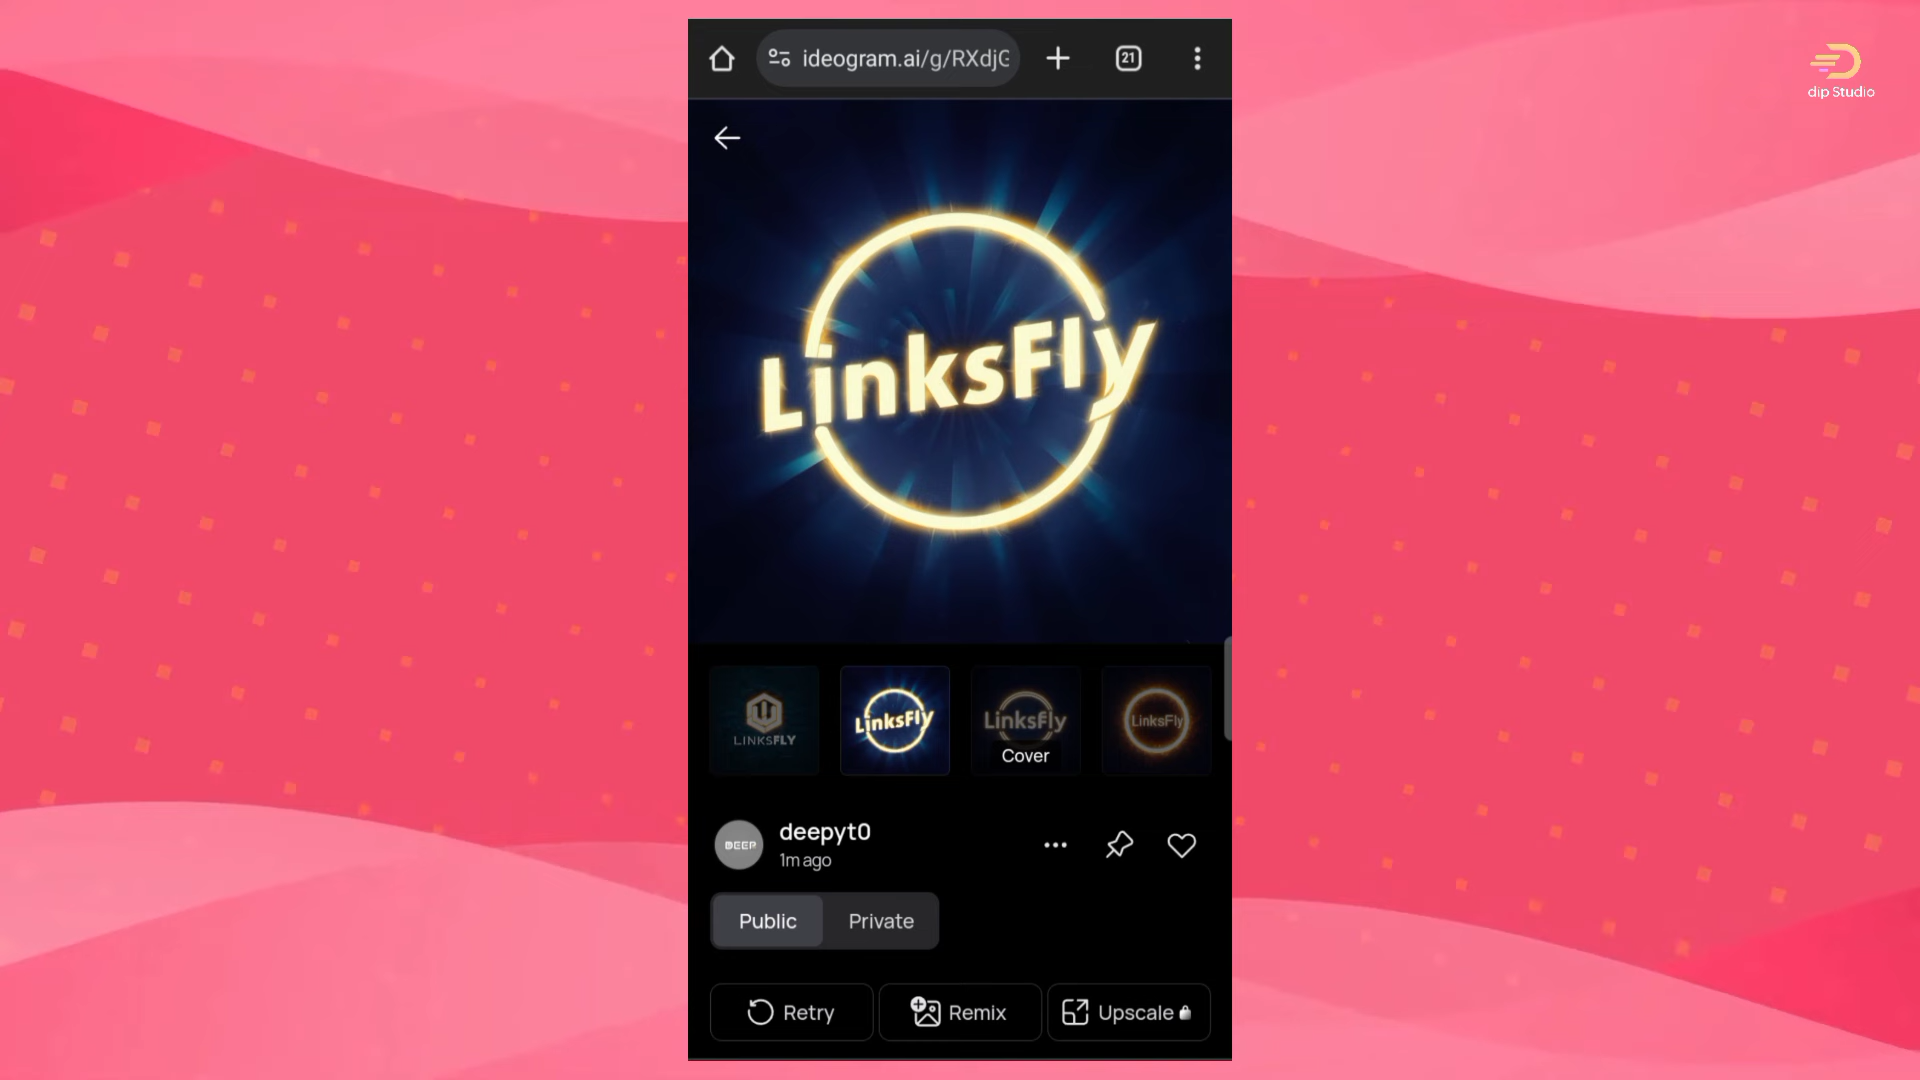 ideogram.ai/g/RXdjG
21
dip Studio
LinksFly
LINKSFLY
LinksFly
LinksFly
Cover
LinksFly
DEEP
deepyt0
1m ago
Public
Private
Retry
Remix
Upscale